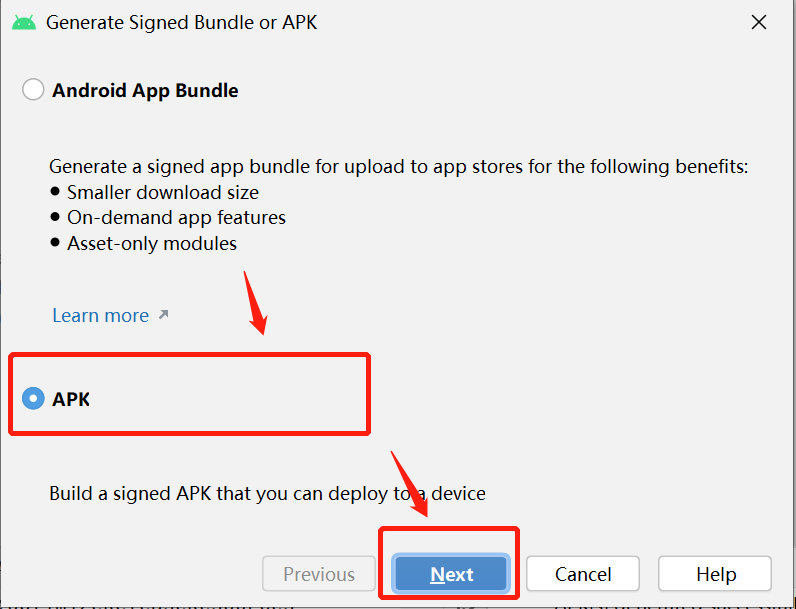 Generate Signed Bundle or APK
Android App Bundle
Generate a signed app bundle for upload to app stores for the following benefits:
• Smaller download size
• On-demand app features
• Asset-only modules
Learn more ↗
APK
Build a signed APK that you can deploy to a device
Previous Next Cancel Help